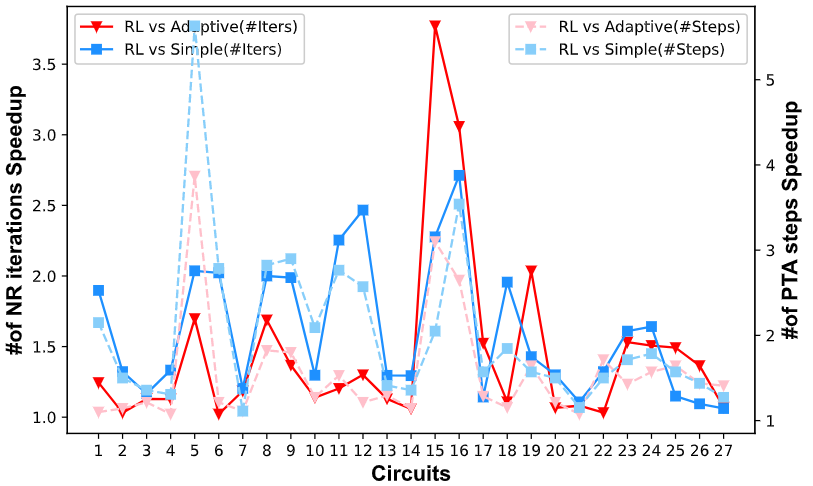 RL vs Adaptive(#Iters)
RL vs Simple(#Iters)
RL vs Adaptive(#Steps)
RL vs Simple(#Steps)
#of NR iterations Speedup
3.5
3.0
2.5
2.0
1.5
1.0
5
4
3
2
1
#of PTA steps Speedup
1 2 3 4 5 6 7 8 9 10 11 12 13 14 15 16 17 18 19 20 21 22 23 24 25 26 27
Circuits